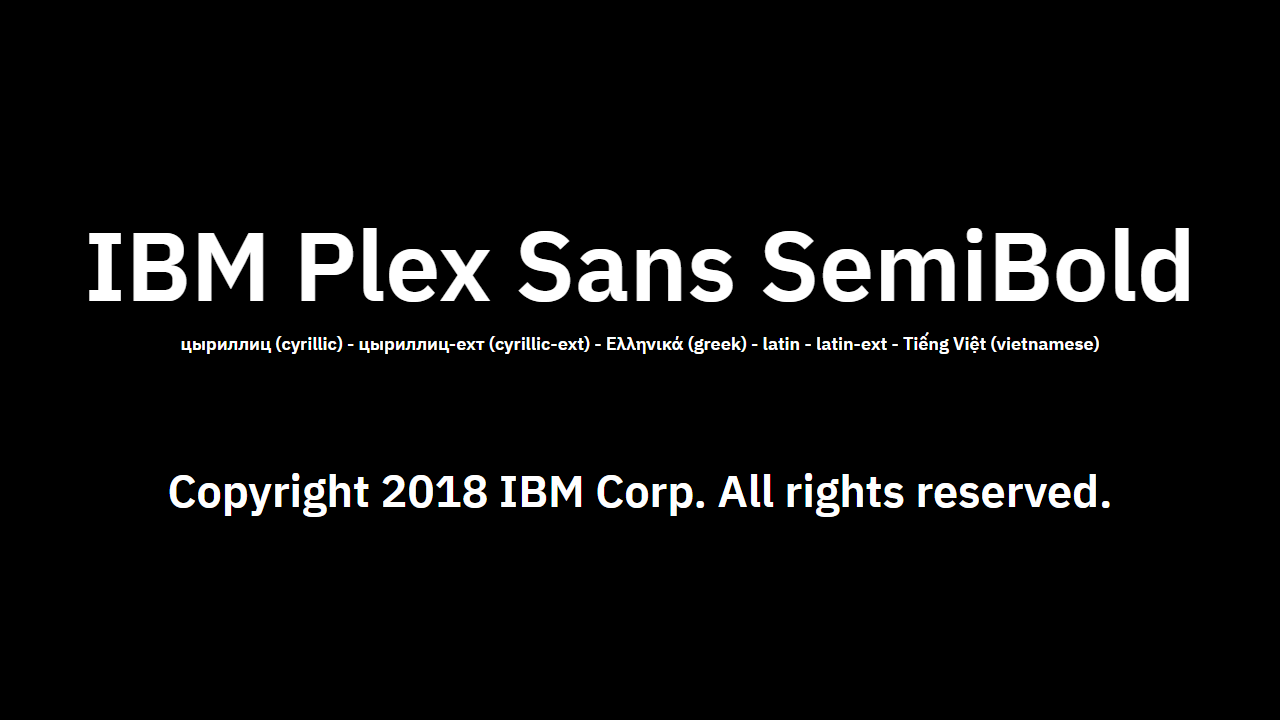 IBM Plex Sans SemiBold
цыриллиц (cyrillic) - цыриллиц-ехт (cyrillic-ext) - Ελληνικά (greek) - latin - latin-ext - Tiếng Việt (vietnamese)
Copyright 2018 IBM Corp. All rights reserved.